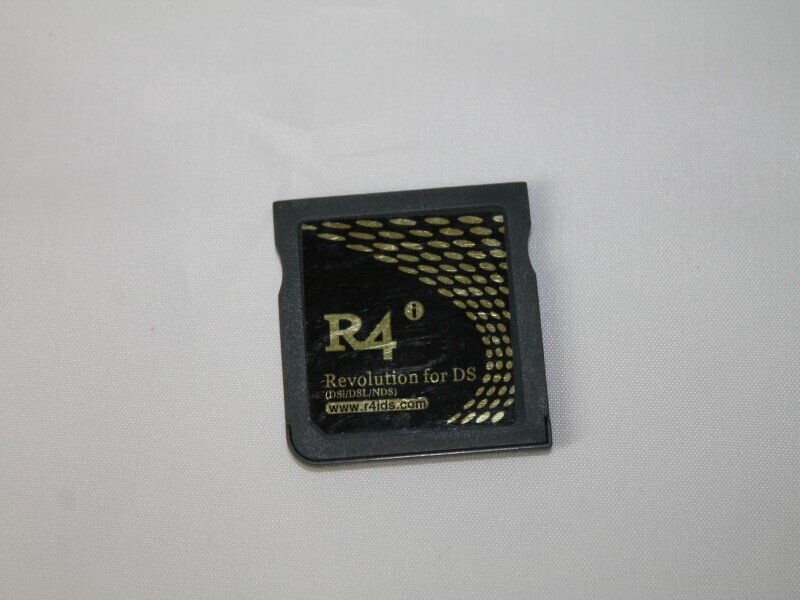 R4i
Revolution for DS
(DSi/DSL/NDS)
www.r4ids.com